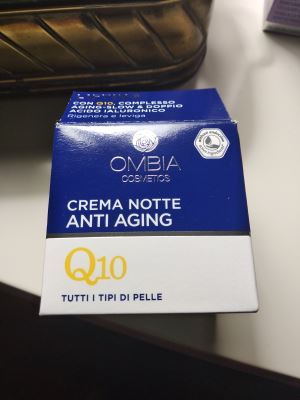 CON Q10, COMPLESSO
AGING-SLOW & DOPPIO
ACIDO IALURONICO
Rigenera e leviga
OMBIA
COSMETICS
CREMA NOTTE
ANTI AGING
Q10
TUTTI I TIPI DI PELLE